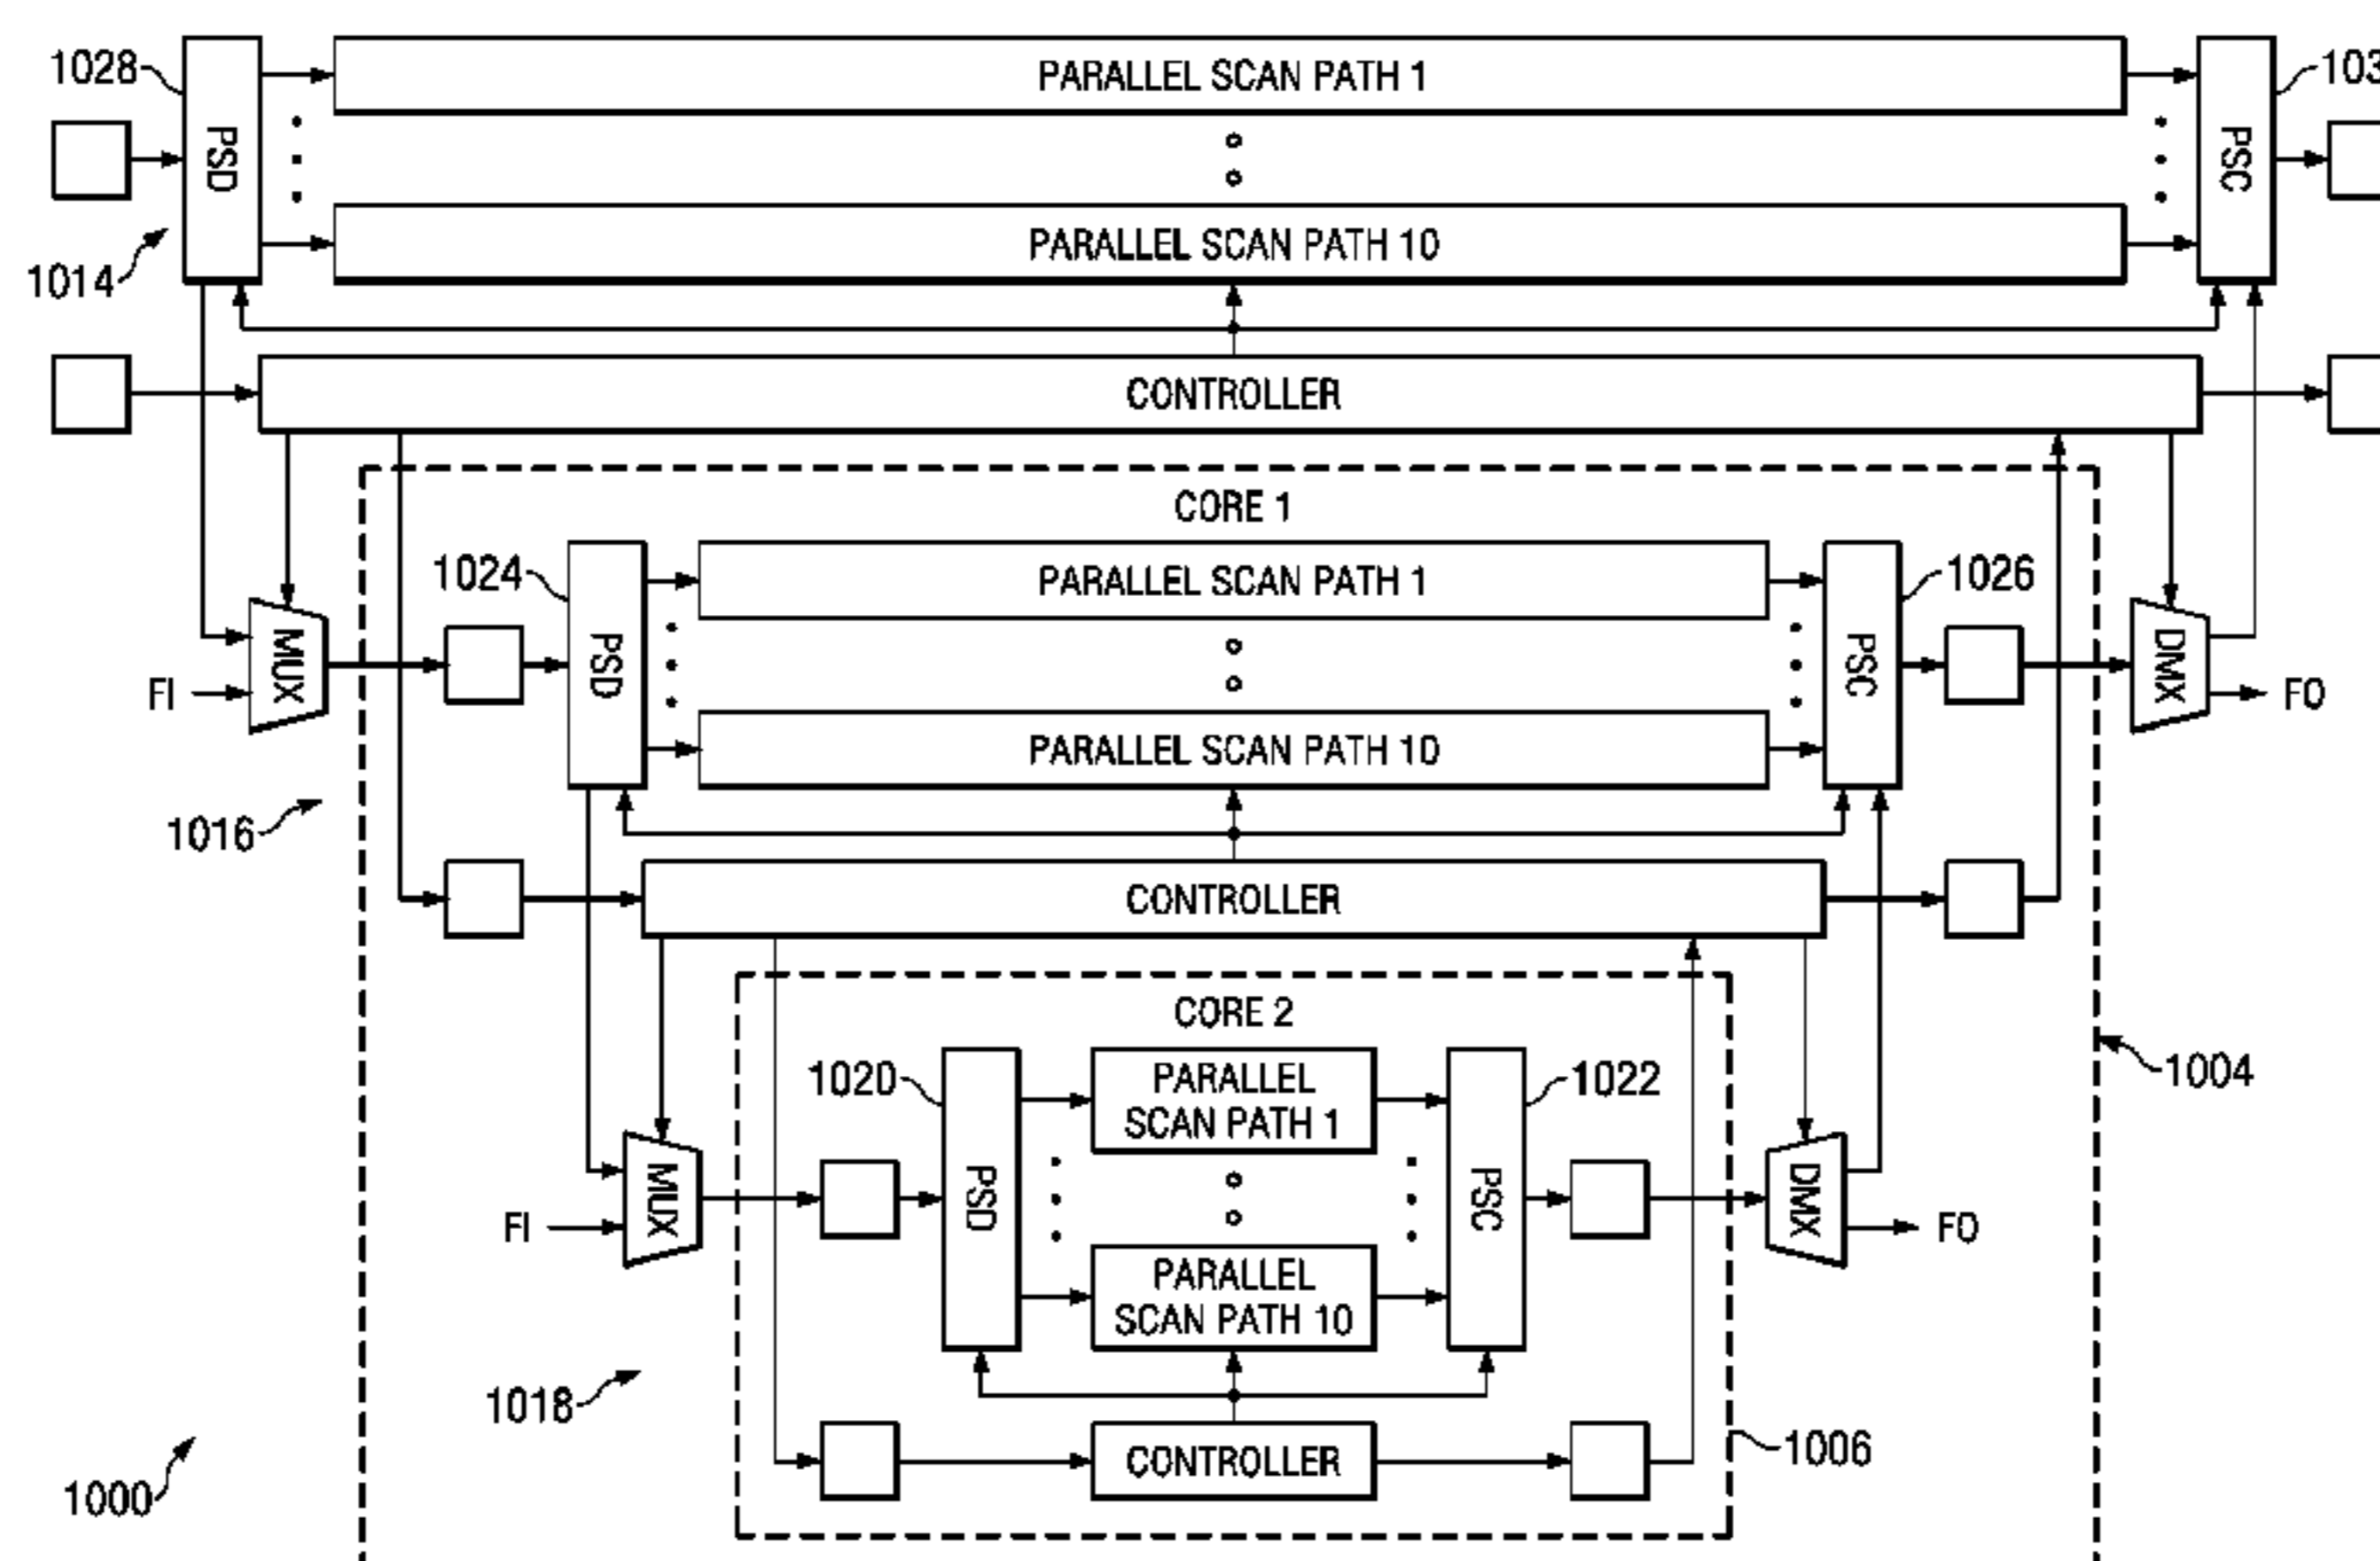 1028
PARALLEL SCAN PATH 1
PSD
PSC
1014
PARALLEL SCAN PATH 10
CONTROLLER
CORE 1
1024
PARALLEL SCAN PATH 1
1026
MUX
PSD
PSC
DMX
FI
FO
PARALLEL SCAN PATH 10
1016
CONTROLLER
CORE 2
1020
PARALLEL
SCAN PATH 1
1022
1004
MUX
PSD
PSC
DMX
FI
FO
PARALLEL
SCAN PATH 10
1018
1000
CONTROLLER
1006